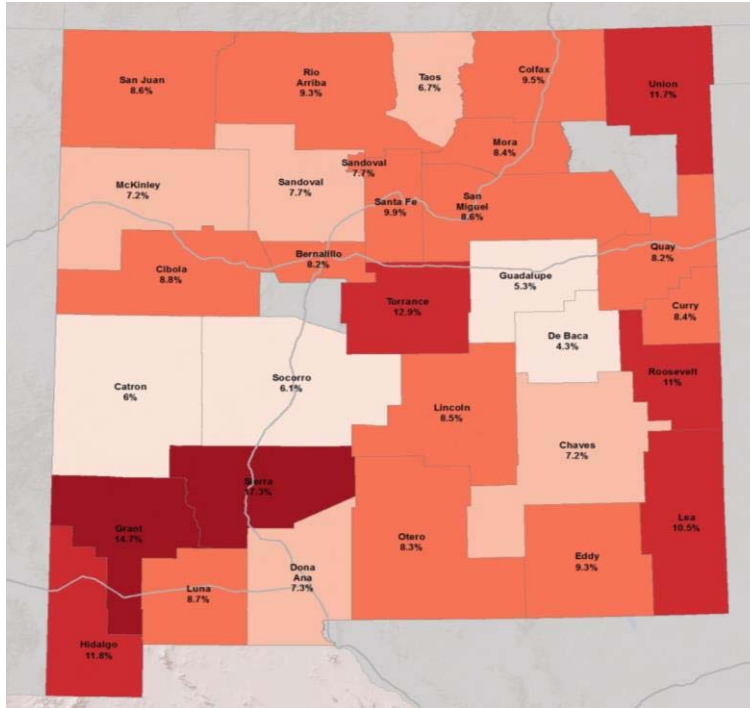 San Juan
8.6%
Rio
Arriba
9.3%
Taos
6.7%
Colfax
9.5%
Union
11.7%
Mora
8.4%
McKinley
7.2%
Sandoval
7.7%
Sandoval
7.7%
Santa Fe
9.9%
San
Miguel
8.6%
Bernalillo
8.2%
Cibola
8.8%
Quay
8.2%
Guadalupe
5.3%
Torrance
12.9%
Curry
8.4%
De Baca
4.3%
Roosevelt
11%
Catron
6%
Socorro
6.1%
Lincoln
8.5%
Chaves
7.2%
Sierra
17.3%
Grant
14.7%
Lea
10.5%
Otero
8.3%
Eddy
9.3%
Dona
Ana
7.3%
Luna
8.7%
Hidalgo
11.8%